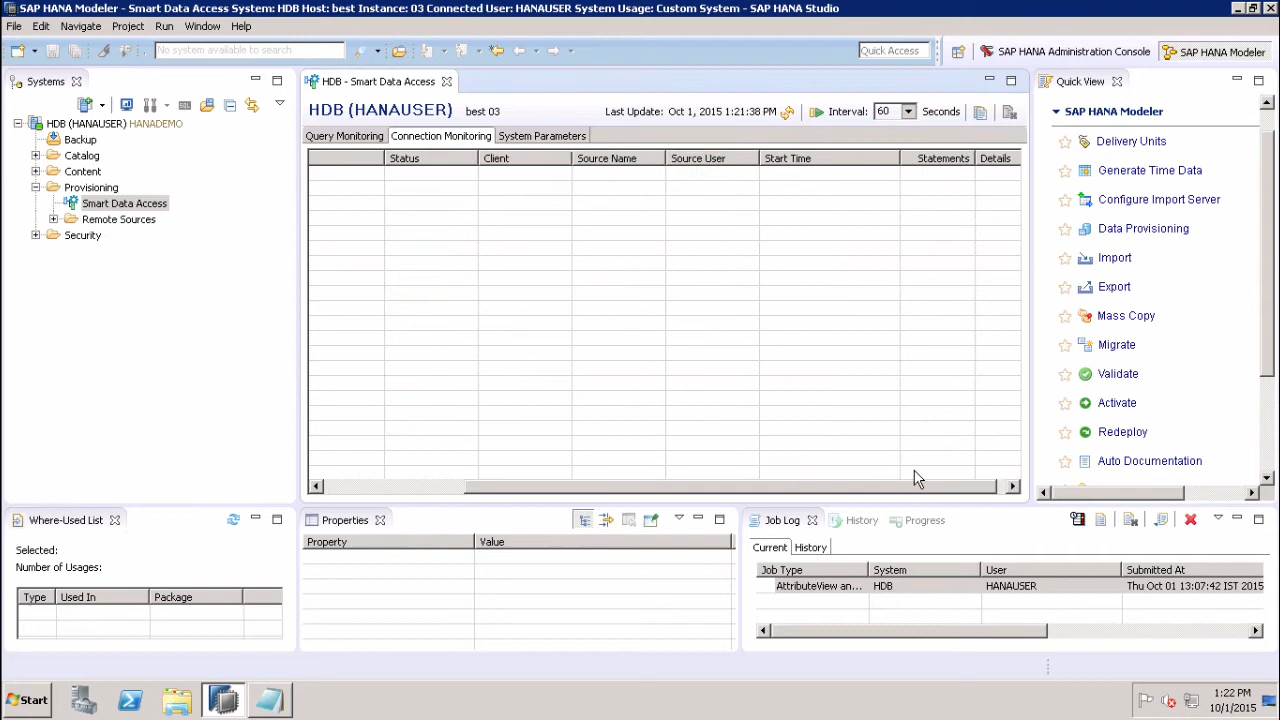 SAP HANA Modeler - Smart Data Access System: HDB Host: best Instance: 03 Connected User: HANAUSER System Usage: Custom System - SAP HANA Studio
File Edit Navigate Project Run Window Help
No system available to search
Quick Access
SAP HANA Administration Console
SAP HANA Modeler
Systems
HDB (HANAUSER) HANADEMO
Backup
Catalog
Content
Provisioning
Smart Data Access
Remote Sources
Security
HDB - Smart Data Access
HDB (HANAUSER) best 03
Last Update: Oct 1, 2015 1:21:38 PM
Interval: 60 Seconds
Query Monitoring Connection Monitoring System Parameters
Status Client Source Name Source User Start Time Statements Details
Quick View
SAP HANA Modeler
Delivery Units
Generate Time Data
Configure Import Server
Data Provisioning
Import
Export
Mass Copy
Migrate
Validate
Activate
Redeploy
Auto Documentation
Where-Used List
Selected:
Number of Usages:
Type Used In Package
Properties
Property Value
Job Log History Progress
Current History
Job Type System User Submitted At
AttributeView an... HDB HANAUSER Thu Oct 01 13:07:42 IST 2015
Start
1:22 PM
10/1/2015
SQL